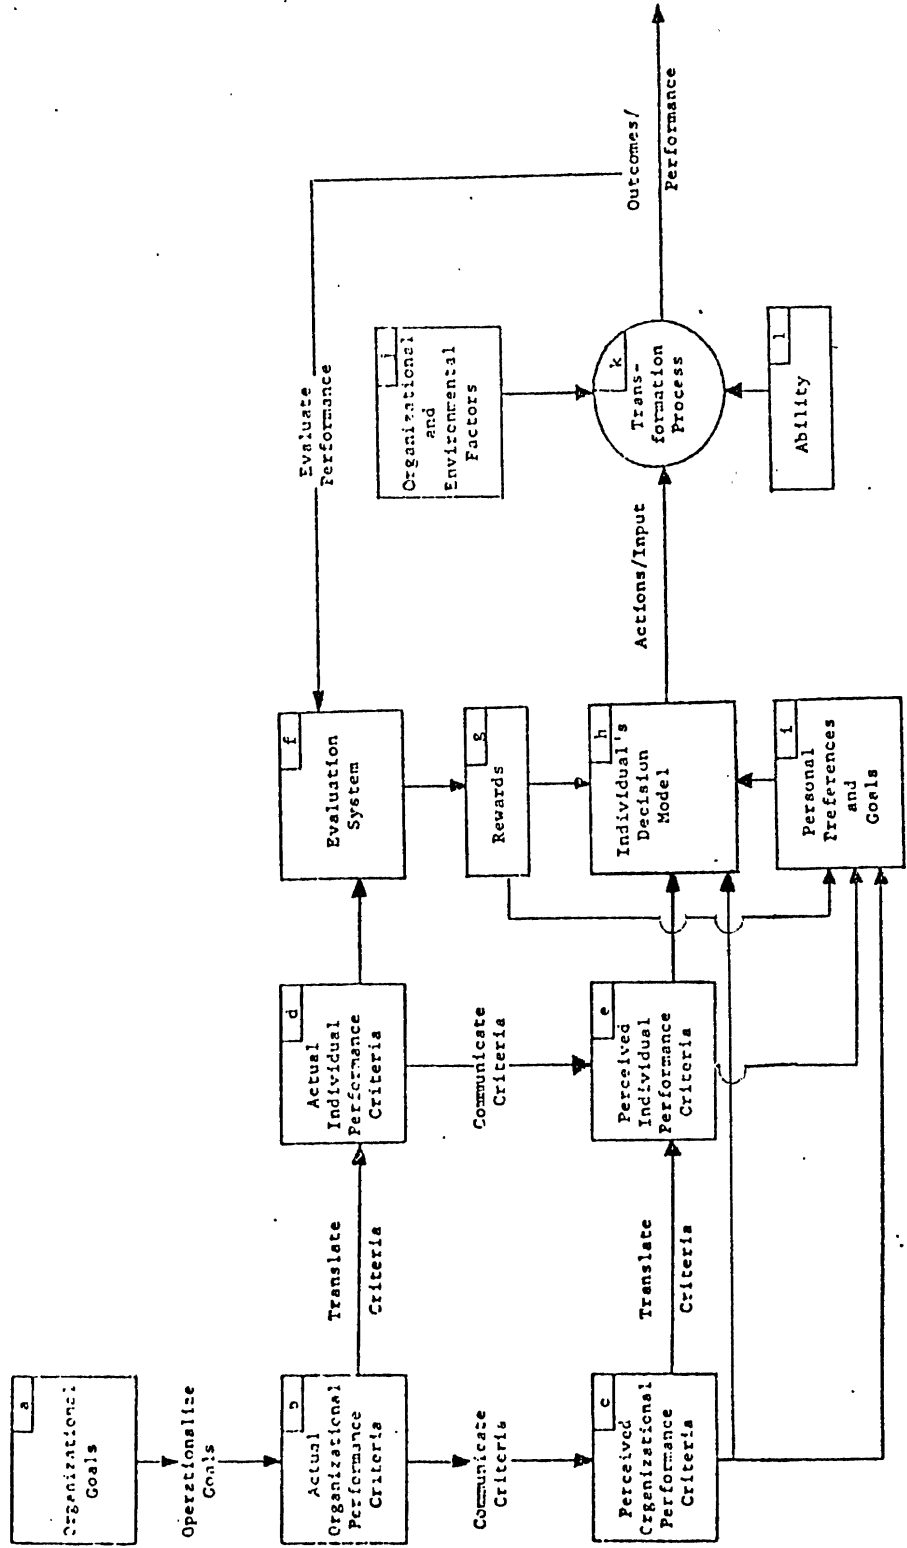 a
Organizational
Goals
Operationalize
Goals
b
Actual
Organizational
Performance
Criteria
Translate
Criteria
d
Actual
Individual
Performance
Criteria
f
Evaluation
System
Evaluate
Performance
Communicate
Criteria
Communicate
Criteria
g
Rewards
j
Organizational
and
Environmental
Factors
c
Perceived
Organizational
Performance
Criteria
Translate
Criteria
e
Perceived
Individual
Performance
Criteria
h
Individual's
Decision
Model
Actions/Input
k
Trans-
formation
Process
Outcomes/
Performance
i
Personal
Preferences
and
Goals
l
Ability